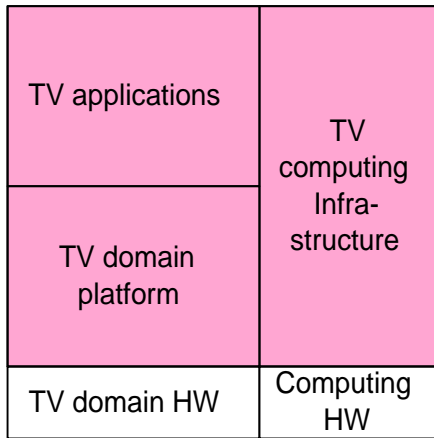 TV applications
TV
computing
Infra-
structure
TV domain
platform
TV domain HW
Computing
HW